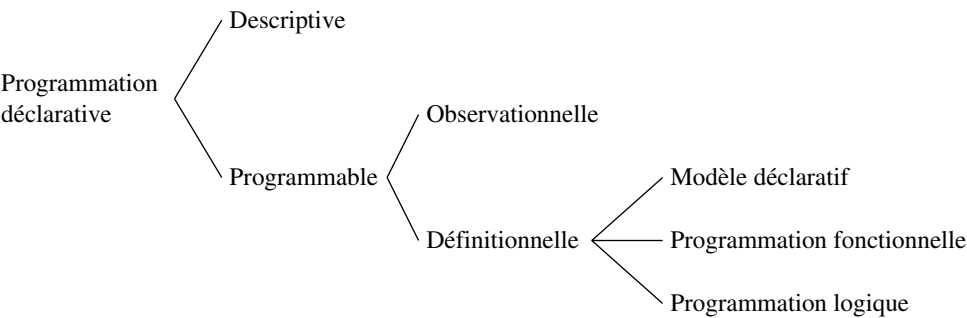 Descriptive
Programmation
déclarative
Observationnelle
Programmable
Modèle déclaratif
Définitionnelle
Programmation fonctionnelle
Programmation logique